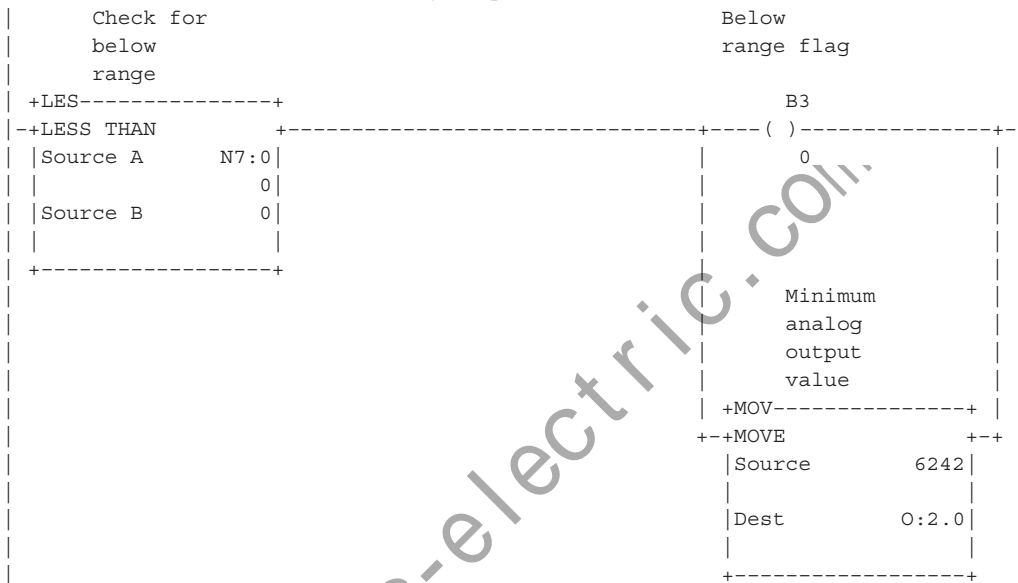 Check for Below
below range flag
range
+LES----------------+ B3
-+LESS THAN +--------------------------------+----( )---------------+-
|Source A N7:0| | 0 |
| 0| | |
|Source B 0| | |
| | | |
+------------------+ | |
| Minimum |
| analog |
| output |
| value |
| +MOV---------------+ |
+-+MOVE +-+
|Source 6242|
| |
|Dest O:2.0|
| |
+------------------+